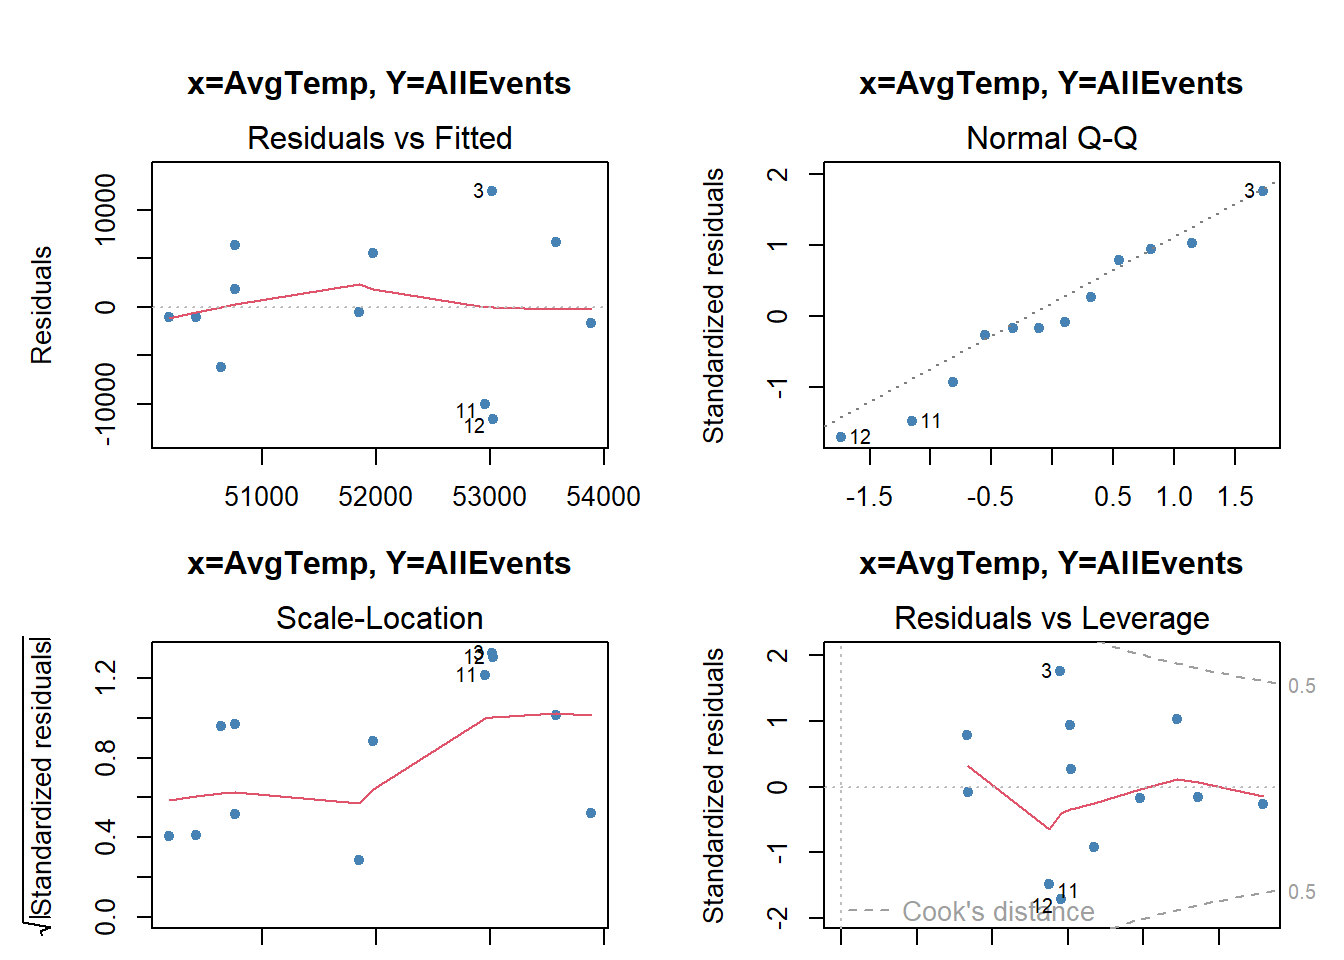 x=AvgTemp, Y=AllEvents
Residuals vs Fitted
Residuals
10000
0
-10000
3
11
12
51000 52000 53000 54000
x=AvgTemp, Y=AllEvents
Normal Q-Q
Standardized residuals
2
1
0
-1
3
11
12
-1.5 -0.5 0.5 1.0 1.5
x=AvgTemp, Y=AllEvents
Scale-Location
√|Standardized residuals|
1.2
0.8
0.4
0.0
3
12
11
x=AvgTemp, Y=AllEvents
Residuals vs Leverage
Standardized residuals
2
1
0
-1
-2
3
11
12
0.5
0.5
Cook's distance